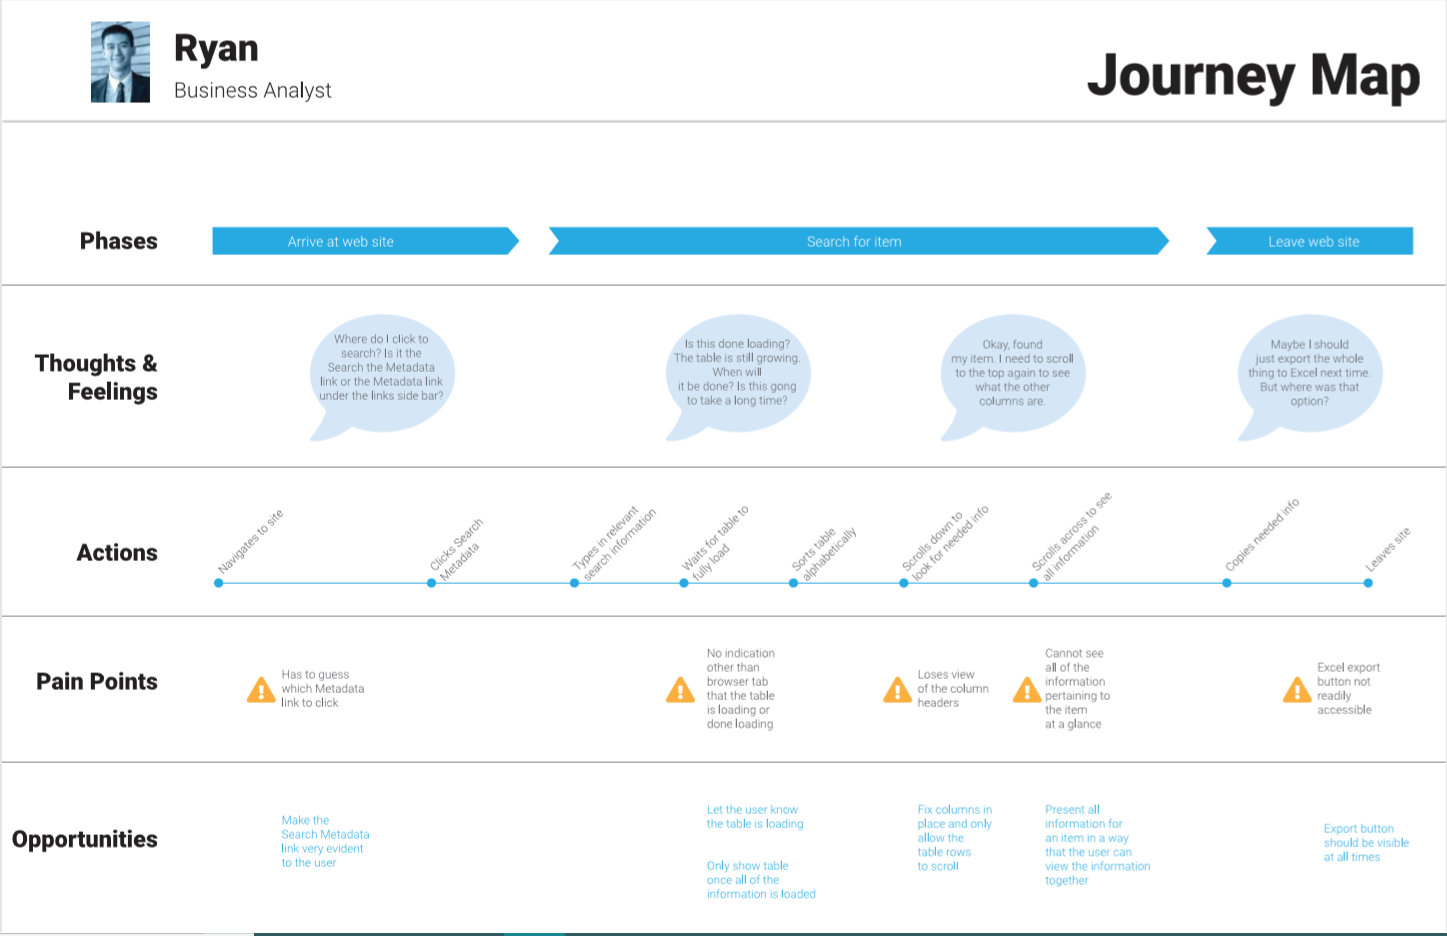 Ryan
Business Analyst
Journey Map
Phases
Arrive at web site
Search for item
Leave web site
Thoughts &
Feelings
Where do I click to
search? Is it the
Search the Metadata
link or the Metadata link
under the links side bar?
Is this done loading?
The table is still growing.
When will
it be done? Is this gong
to take a long time?
Okay, found
my item. I need to scroll
to the top again to see
what the other
columns are.
Maybe I should
just export the whole
thing to Excel next time.
But where was that
option?
Actions
Navigates to site
Clicks Search
Metadata
Types in relevant
search information
Waits for table to
fully load
Sorts table
alphabetically
Scrolls down to
look for needed info
Scrolls across to see
all information
Copies needed info
Leaves site
Pain Points
Has to guess
which Metadata
link to click
No indication
other than
browser tab
that the table
is loading or
done loading
Loses view
of the column
headers
Cannot see
all of the
information
pertaining to
the item
at a glance
Excel export
button not
readily
accessible
Opportunities
Make the
Search Metadata
link very evident
to the user
Let the user know
the table is loading
Only show table
once all of the
information is loaded
Fix columns in
place and only
allow the
table rows
to scroll
Present all
information for
an item in a way
that the user can
view the information
together
Export button
should be visible
at all times